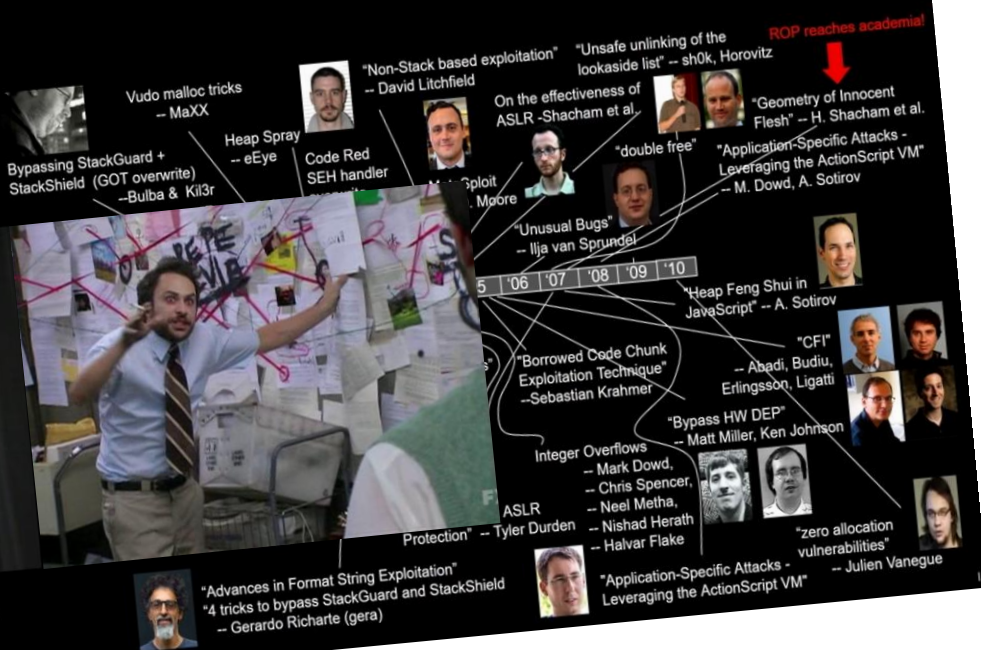 ROP reaches academia!
"Unsafe unlinking of the
lookaside list" -- sh0k, Horovitz
"Non-Stack based exploitation"
-- David Litchfield
Vudo malloc tricks
-- MaXX
On the effectiveness of
ASLR -Shacham et al.
"Geometry of Innocent
Flesh" -- H. Shacham et al.
Heap Spray
-- eEye
Code Red
SEH handler
"double free"
"Application-Specific Attacks -
Leveraging the ActionScript VM"
-- M. Dowd, A. Sotirov
Bypassing StackGuard +
StackShield (GOT overwrite)
--Bulba & Kil3r
Moore
"Unusual Bugs"
-- Ilja van Sprundel
5 '06 '07 '08 '09 '10
"Heap Feng Shui in
JavaScript" -- A. Sotirov
"CFI"
-- Abadi, Budiu,
Erlingsson, Ligatti
"Borrowed Code Chunk
Exploitation Technique"
--Sebastian Krahmer
"Bypass HW DEP"
-- Matt Miller, Ken Johnson
Integer Overflows
-- Mark Dowd,
-- Chris Spencer,
-- Neel Metha,
-- Nishad Herath
-- Halvar Flake
ASLR
Protection" -- Tyler Durden
"zero allocation
vulnerabilities"
-- Julien Vanegue
"Advances in Format String Exploitation"
"4 tricks to bypass StackGuard and StackShield
-- Gerardo Richarte (gera)
"Application-Specific Attacks -
Leveraging the ActionScript VM"